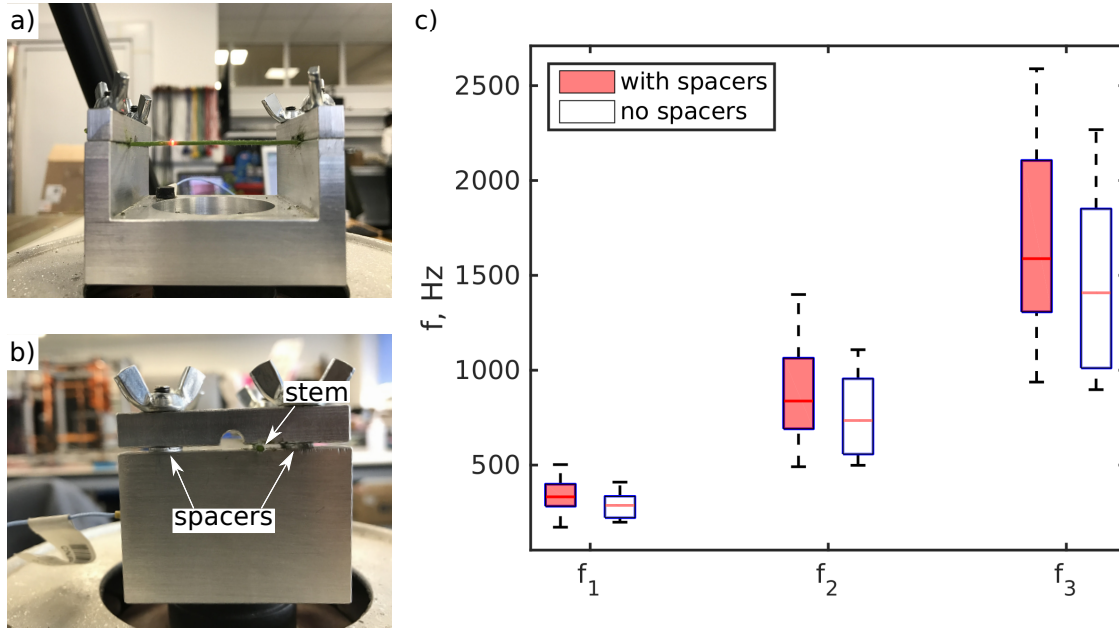 a)
b)
stem
spacers
c)
with spacers
no spacers
f, Hz
2500
2000
1500
1000
500
f₁
f₂
f₃